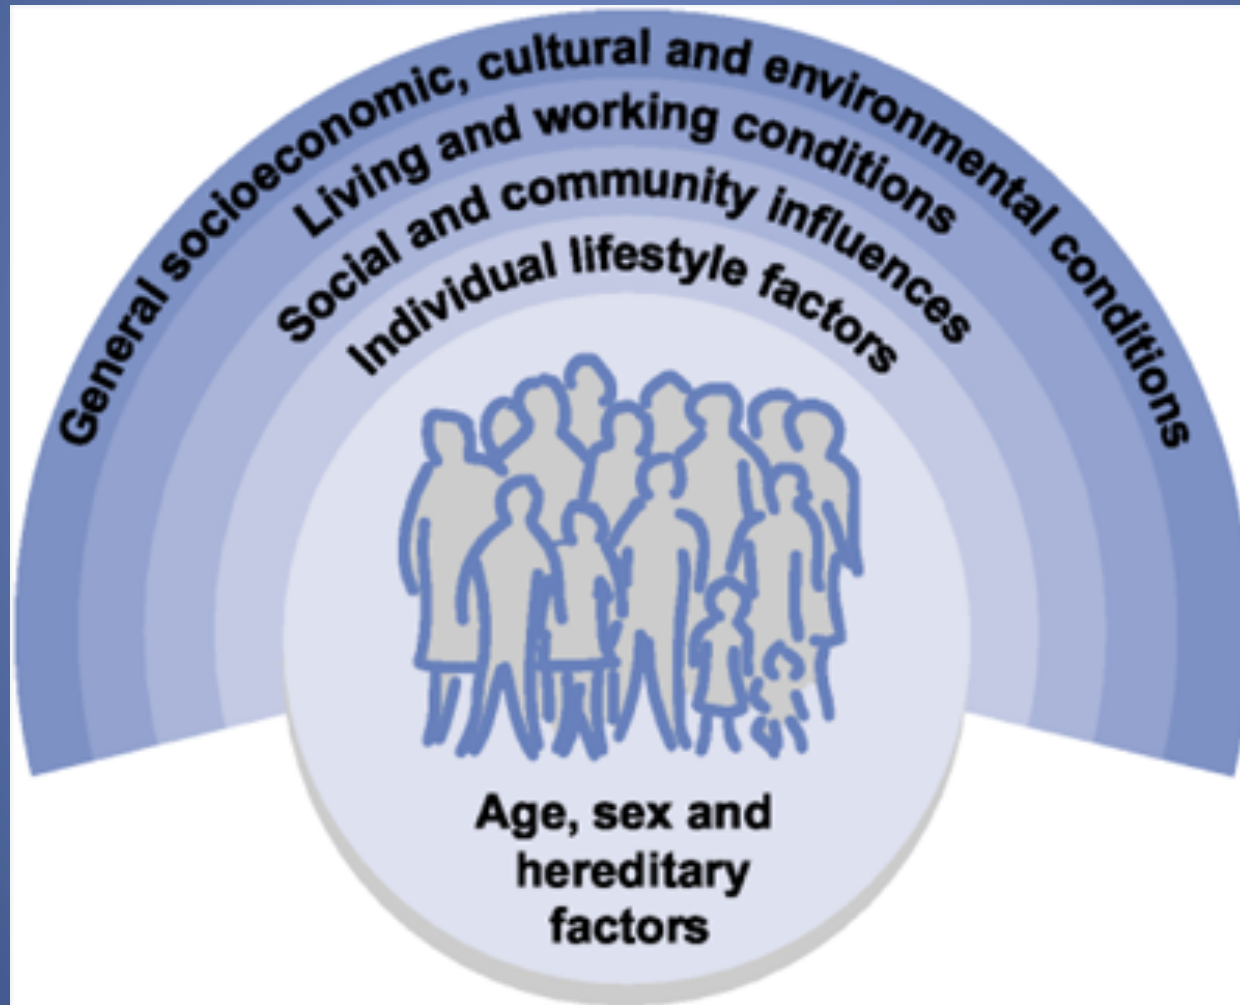 General socioeconomic, cultural and environmental conditions
Living and working conditions
Social and community influences
Individual lifestyle factors
Age, sex and
hereditary
factors